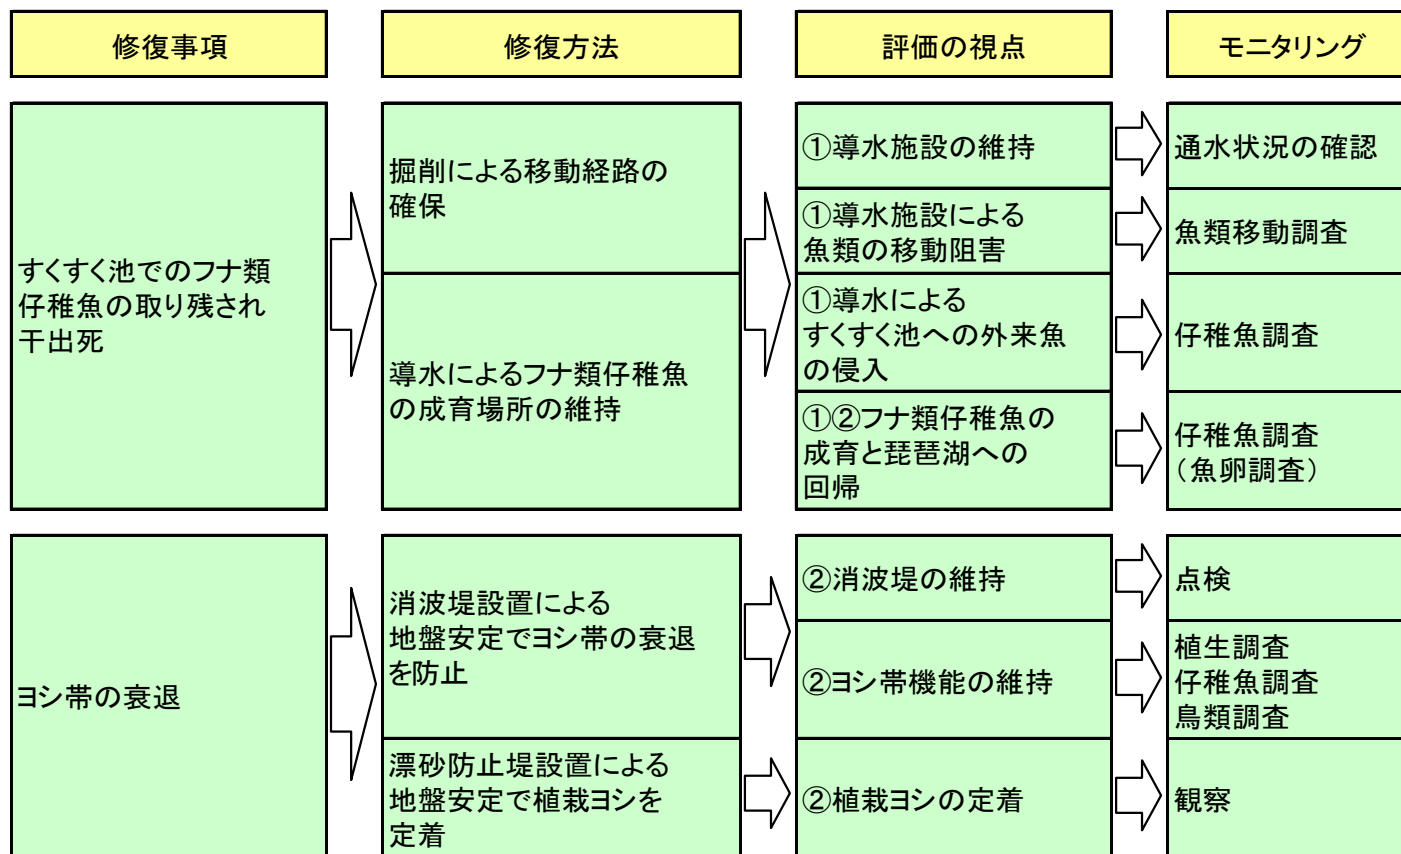 修復事項
修復方法
評価の視点
モニタリング
すくすく池でのフナ類
仔稚魚の取り残され
干出死
掘削による移動経路の
確保
導水によるフナ類仔稚魚
の成育場所の維持
①導水施設の維持
通水状況の確認
①導水施設による
魚類の移動阻害
魚類移動調査
①導水による
すくすく池への外来魚
の侵入
仔稚魚調査
①②フナ類仔稚魚の
成育と琵琶湖への
回帰
仔稚魚調査
（魚卵調査）
ヨシ帯の衰退
消波堤設置による
地盤安定でヨシ帯の衰退
を防止
漂砂防止堤設置による
地盤安定で植栽ヨシを
定着
②消波堤の維持
点検
②ヨシ帯機能の維持
植生調査
仔稚魚調査
鳥類調査
②植栽ヨシの定着
観察